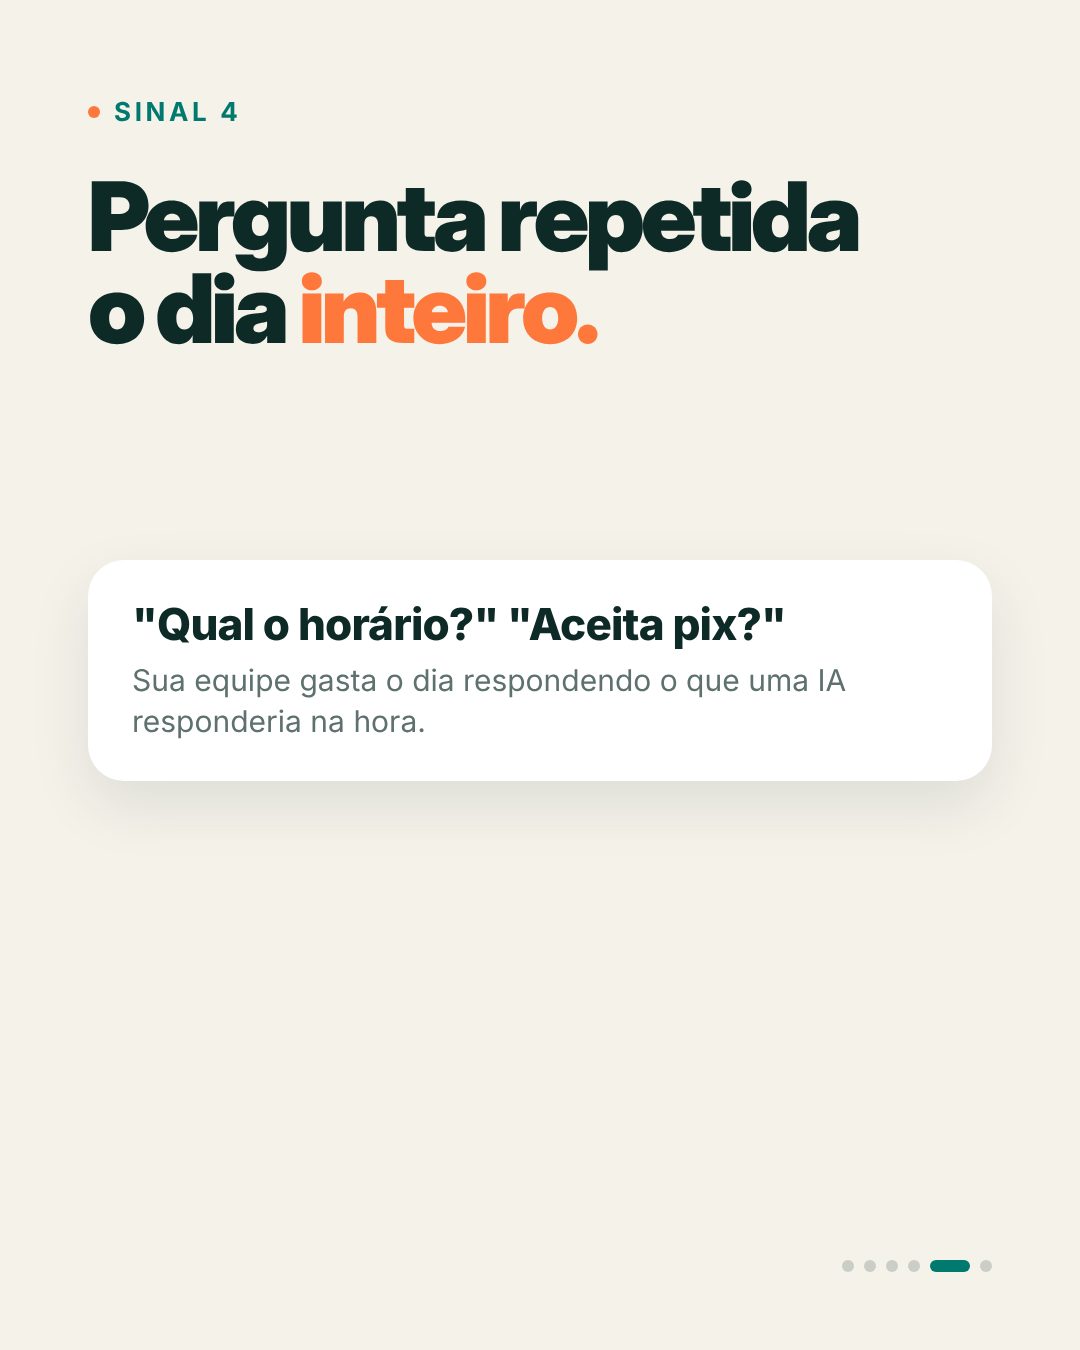 SINAL 4
Pergunta repetida
o dia inteiro.
"Qual o horário?" "Aceita pix?"
Sua equipe gasta o dia respondendo o que uma IA
responderia na hora.